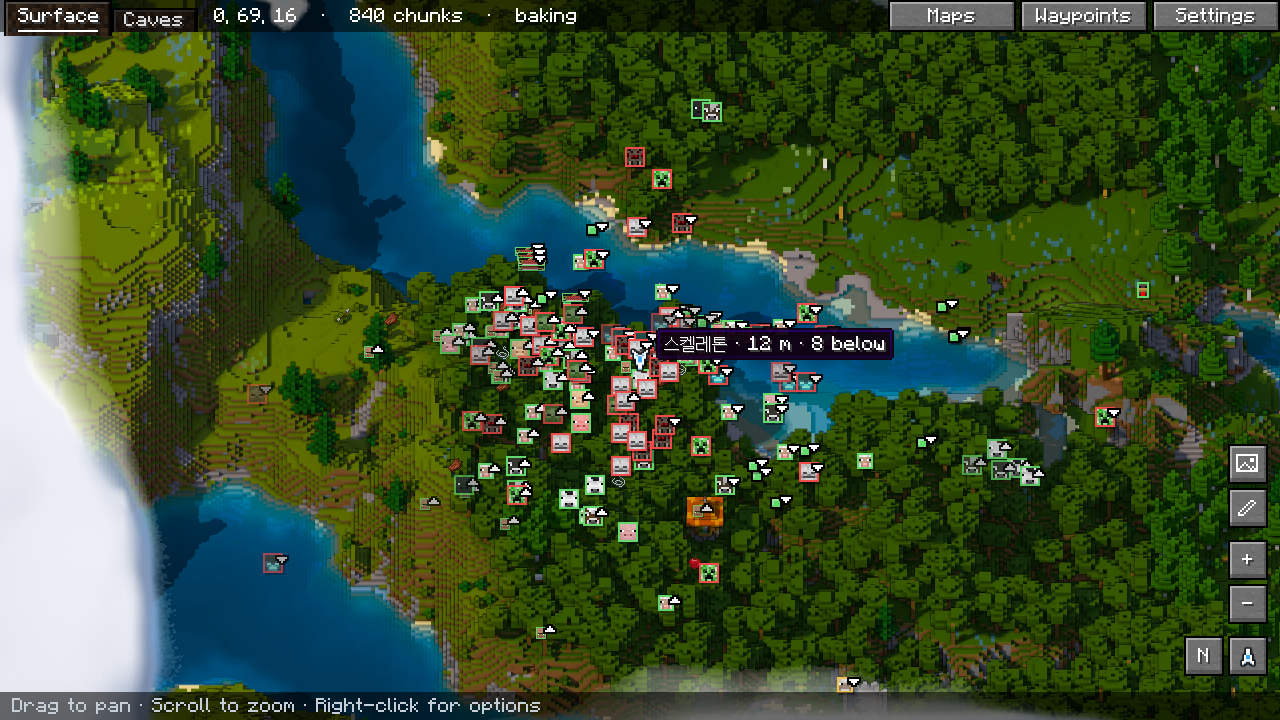 Surface Caves 0, 69, 16 · 840 chunks · baking Maps Waypoints Settings
스켈레톤 · 12 m · 8 below
N
Drag to pan · Scroll to zoom · Right-click for options